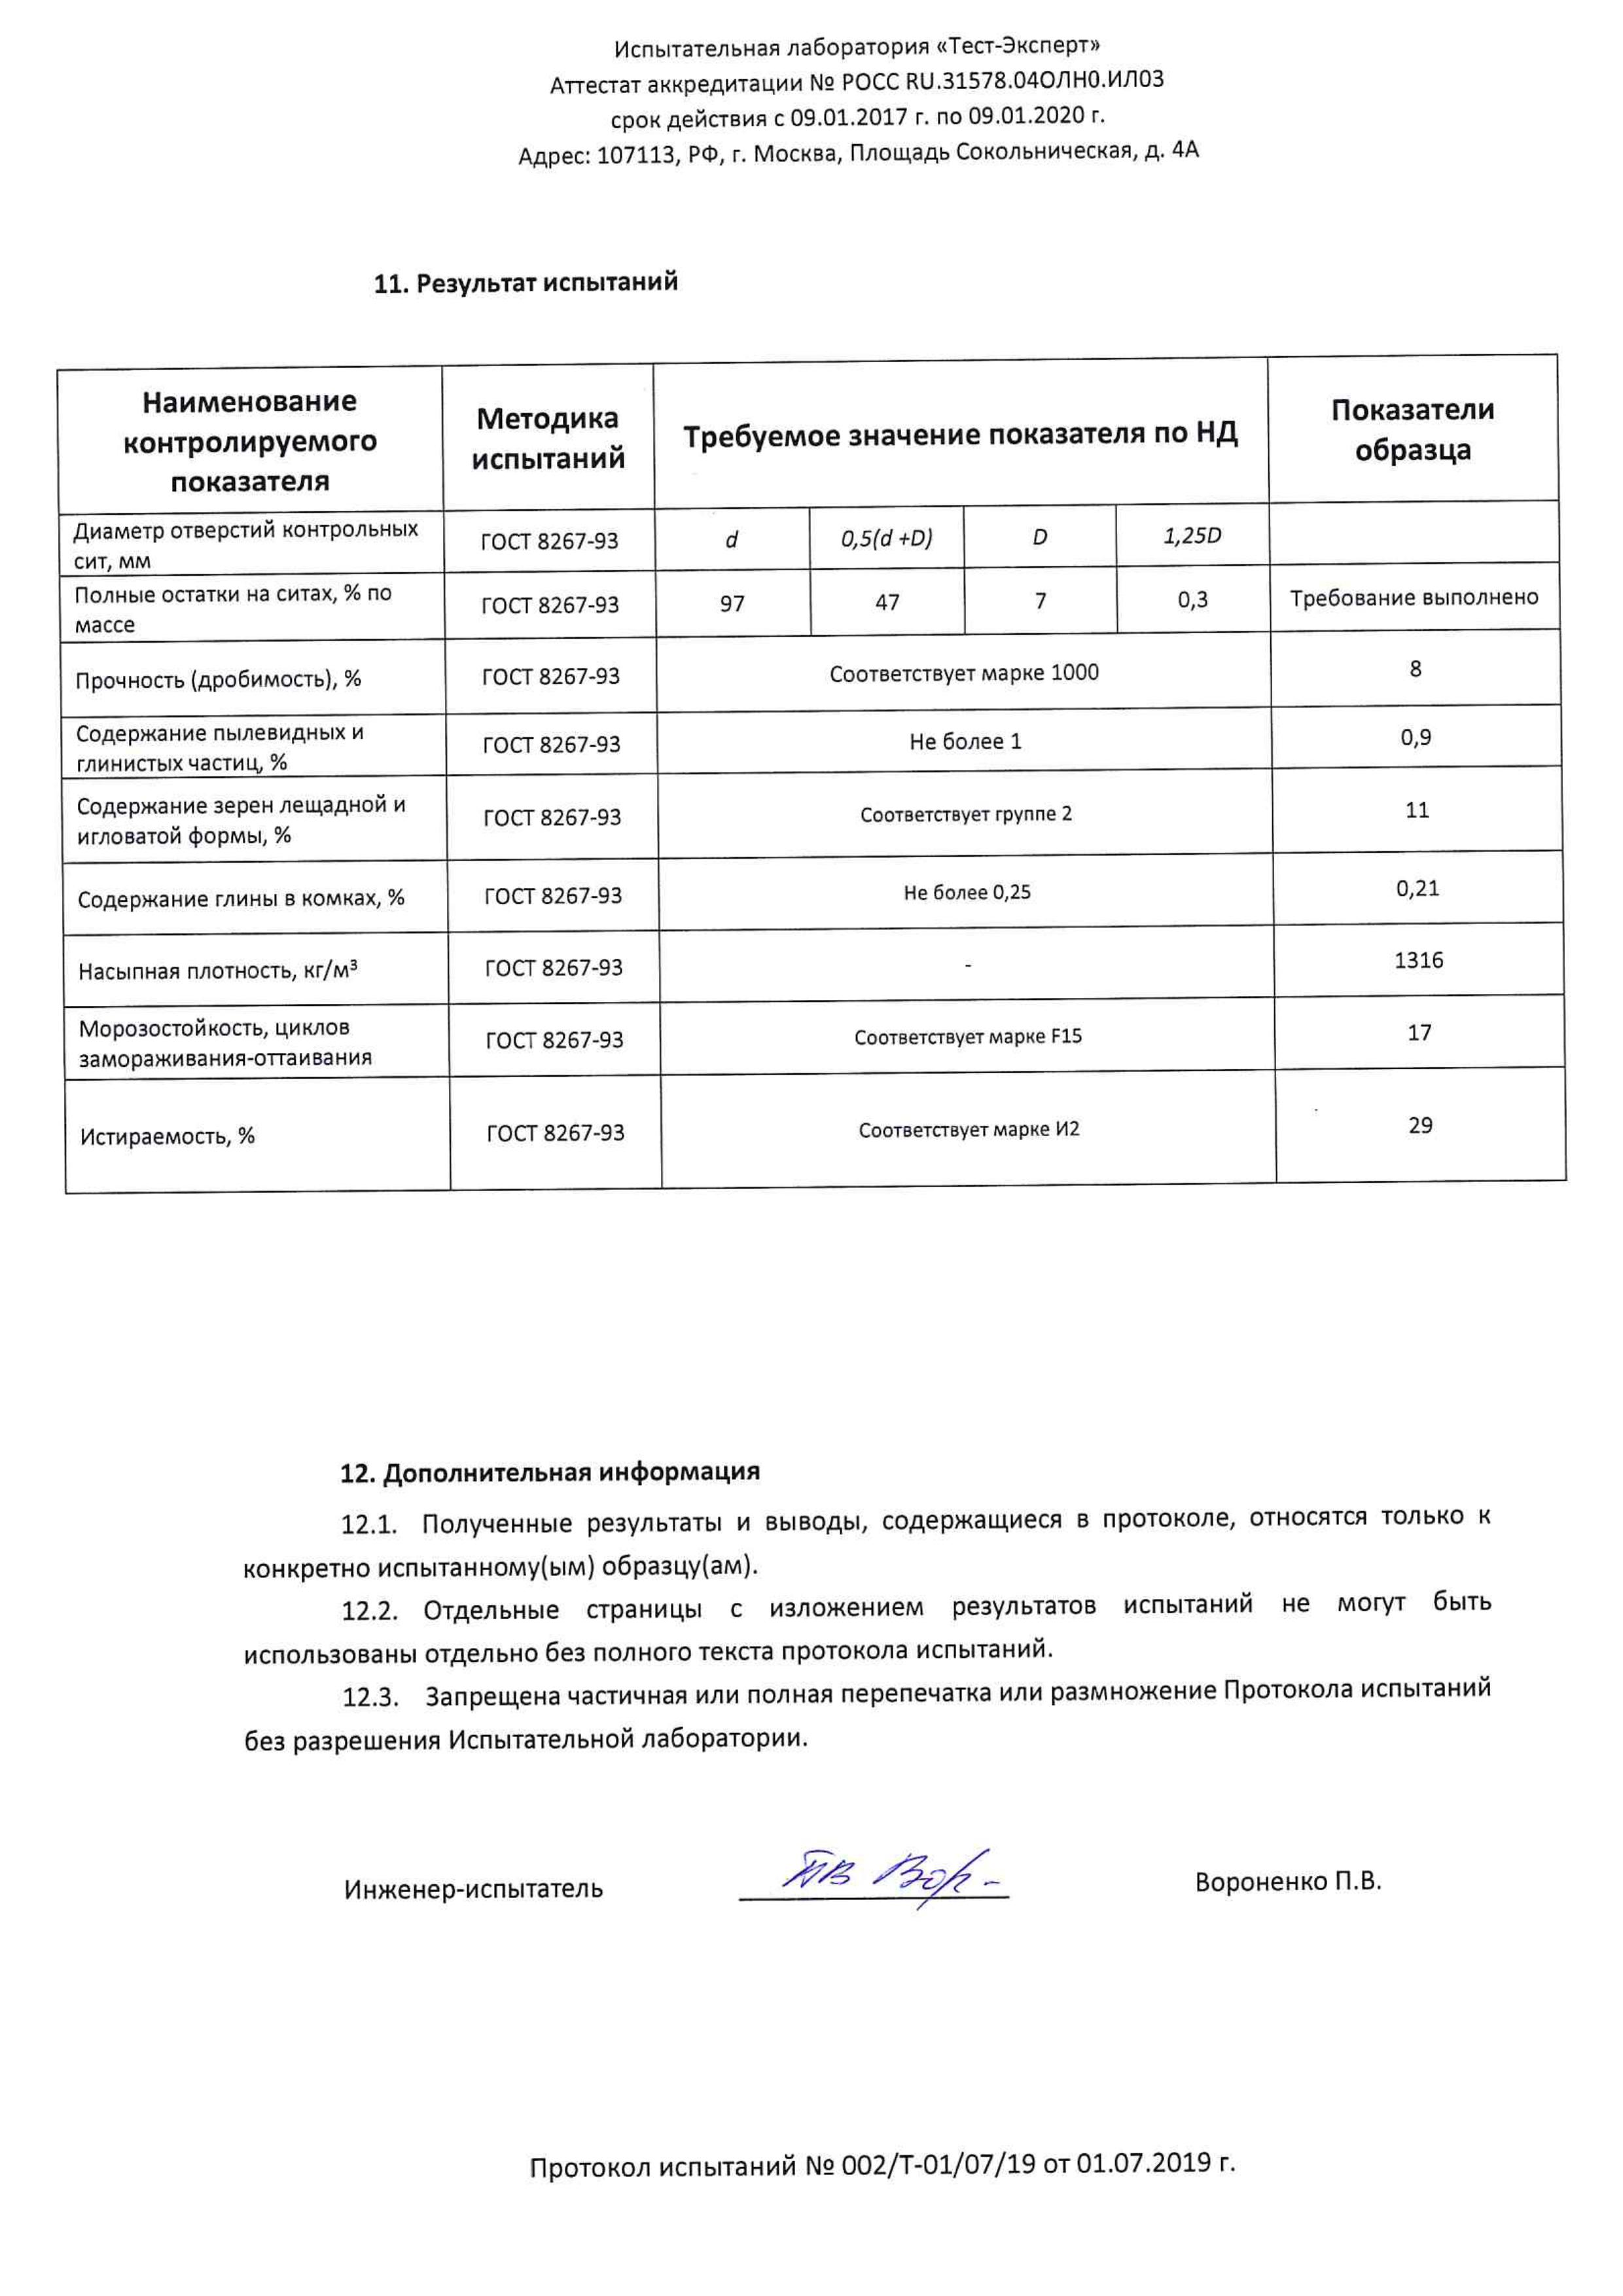 Испытательная лаборатория «Тест-Эксперт»
Аттестат аккредитации № РОСС RU.31578.04ОЛН0.ИЛ03
срок действия с 09.01.2017 г. по 09.01.2020 г.
Адрес: 107113, РФ, г. Москва, Площадь Сокольническая, д. 4А
11. Результат испытаний
Наименование
контролируемого
показателя
Методика
испытаний
Требуемое значение показателя по НД
Показатели
образца
Диаметр отверстий контрольных
сит, мм
ГОСТ 8267-93
d
0,5(d +D)
D
1,25D
Полные остатки на ситах, % по
массе
ГОСТ 8267-93
97
47
7
0,3
Требование выполнено
Прочность (дробимость), %
ГОСТ 8267-93
Соответствует марке 1000
8
Содержание пылевидных и
глинистых частиц, %
ГОСТ 8267-93
Не более 1
0,9
Содержание зерен лещадной и
игловатой формы, %
ГОСТ 8267-93
Соответствует группе 2
11
Содержание глины в комках, %
ГОСТ 8267-93
Не более 0,25
0,21
Насыпная плотность, кг/м³
ГОСТ 8267-93
-
1316
Морозостойкость, циклов
замораживания-оттаивания
ГОСТ 8267-93
Соответствует марке F15
17
Истираемость, %
ГОСТ 8267-93
Соответствует марке И2
29
12. Дополнительная информация
12.1. Полученные результаты и выводы, содержащиеся в протоколе, относятся только к
конкретно испытанному(ым) образцу(ам).
12.2. Отдельные страницы с изложением результатов испытаний не могут быть
использованы отдельно без полного текста протокола испытаний.
12.3. Запрещена частичная или полная перепечатка или размножение Протокола испытаний
без разрешения Испытательной лаборатории.
Инженер-испытатель
Вороненко П.В.
Протокол испытаний № 002/Т-01/07/19 от 01.07.2019 г.